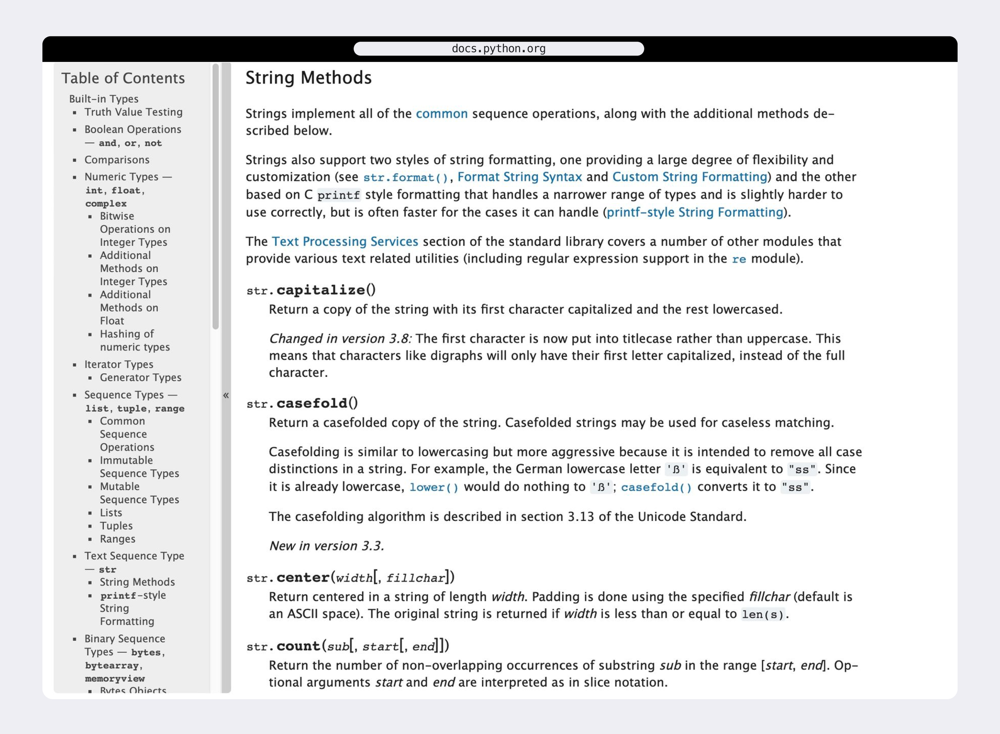 docs.python.org
Table of Contents
Built-in Types
▪ Truth Value Testing
▪ Boolean Operations
— and, or, not
▪ Comparisons
▪ Numeric Types —
int, float,
complex
▪ Bitwise
Operations on
Integer Types
▪ Additional
Methods on
Integer Types
▪ Additional
Methods on
Float
▪ Hashing of
numeric types
▪ Iterator Types
▪ Generator Types
▪ Sequence Types —
list, tuple, range
▪ Common
Sequence
Operations
▪ Immutable
Sequence Types
▪ Mutable
Sequence Types
▪ Lists
▪ Tuples
▪ Ranges
▪ Text Sequence Type
— str
▪ String Methods
▪ printf-style
String
Formatting
▪ Binary Sequence
Types — bytes,
bytearray,
memoryview
▪ Bytes Objects
«
String Methods
Strings implement all of the common sequence operations, along with the additional methods de-
scribed below.
Strings also support two styles of string formatting, one providing a large degree of flexibility and
customization (see str.format(), Format String Syntax and Custom String Formatting) and the other
based on C printf style formatting that handles a narrower range of types and is slightly harder to
use correctly, but is often faster for the cases it can handle (printf-style String Formatting).
The Text Processing Services section of the standard library covers a number of other modules that
provide various text related utilities (including regular expression support in the re module).
str.capitalize()
Return a copy of the string with its first character capitalized and the rest lowercased.
Changed in version 3.8: The first character is now put into titlecase rather than uppercase. This
means that characters like digraphs will only have their first letter capitalized, instead of the full
character.
str.casefold()
Return a casefolded copy of the string. Casefolded strings may be used for caseless matching.
Casefolding is similar to lowercasing but more aggressive because it is intended to remove all case
distinctions in a string. For example, the German lowercase letter 'ß' is equivalent to "ss". Since
it is already lowercase, lower() would do nothing to 'ß'; casefold() converts it to "ss".
The casefolding algorithm is described in section 3.13 of the Unicode Standard.
New in version 3.3.
str.center(width[, fillchar])
Return centered in a string of length width. Padding is done using the specified fillchar (default is
an ASCII space). The original string is returned if width is less than or equal to len(s).
str.count(sub[, start[, end]])
Return the number of non-overlapping occurrences of substring sub in the range [start, end]. Op-
tional arguments start and end are interpreted as in slice notation.